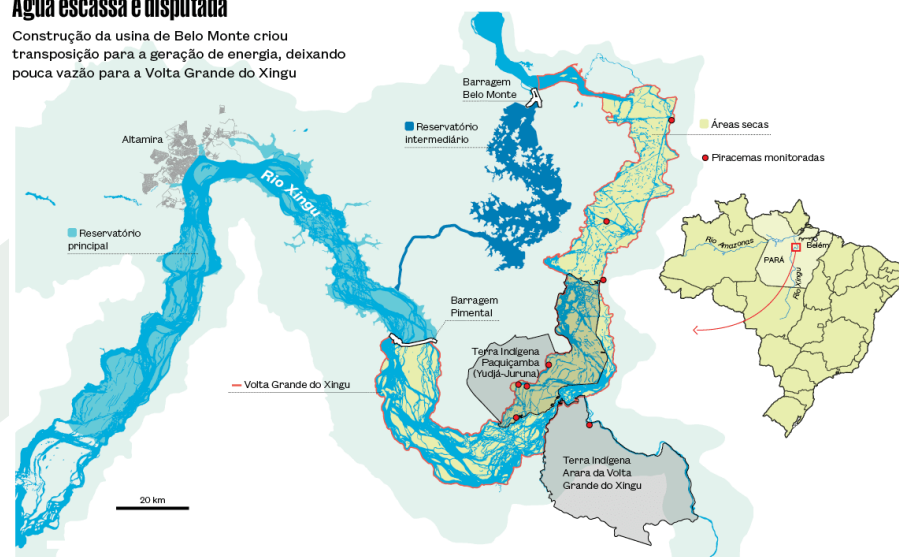 Água escassa e disputada
Construção da usina de Belo Monte criou
transposição para a geração de energia, deixando
pouca vazão para a Volta Grande do Xingu
Barragem
Belo Monte
Altamira
Reservatório
intermediário
Áreas secas
Piracemas monitoradas
Rio Xingu
Reservatório
principal
Rio Amazonas
Belém
PARÁ
Rio Xingu
Barragem
Pimental
Terra Indígena
Paquiçamba
(Yudjá-Juruna)
Volta Grande do Xingu
Terra Indígena
Arara da Volta
Grande do Xingu
20 km